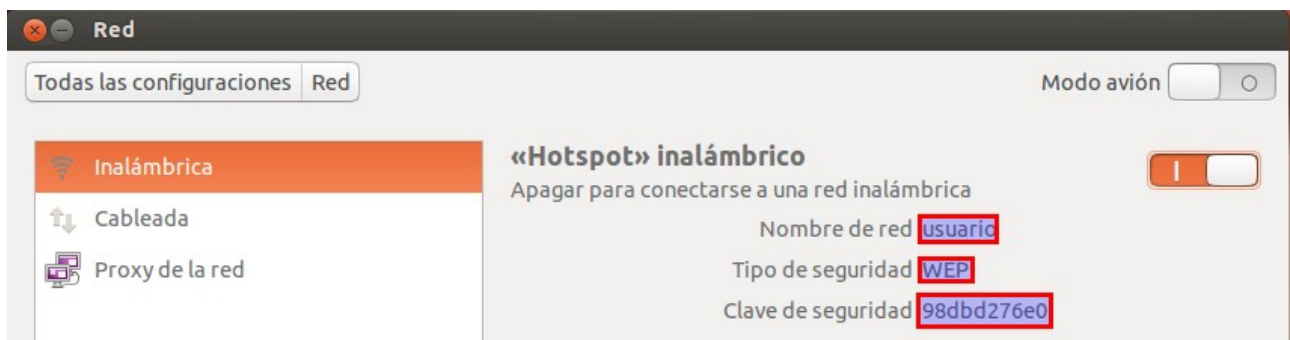 Red
Todas las configuraciones Red
Modo avión
Inalámbrica
Cableada
Proxy de la red
«Hotspot» inalámbrico
Apagar para conectarse a una red inalámbrica
Nombre de red usuario
Tipo de seguridad WEP
Clave de seguridad 98dbd276e0